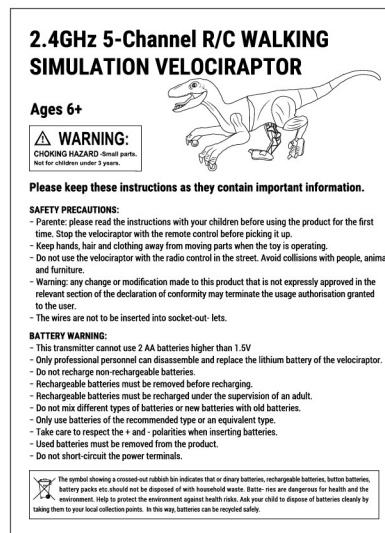 2.4GHz 5-Channel R/C WALKING
SIMULATION VELOCIRAPTOR
Ages 6+
WARNING:
CHOKING HAZARD -Small parts.
Not for children under 3 years.
Please keep these instructions as they contain important information.
SAFETY PRECAUTIONS:
- Parente: please read the instructions with your children before using the product for the first
time. Stop the velociraptor with the remote control before picking it up.
- Keep hands, hair and clothing away from moving parts when the toy is operating.
- Do not use the velociraptor with the radio control in the street. Avoid collisions with people, anima
and furniture.
- Warning: any change or modification made to this product that is not expressly approved in the
relevant section of the declaration of conformity may terminate the usage authorisation granted
to the user.
- The wires are not to be inserted into socket-out- lets.
BATTERY WARNING:
- This transmitter cannot use 2 AA batteries higher than 1.5V
- Only professional personnel can disassemble and replace the lithium battery of the velociraptor.
- Do not recharge non-rechargeable batteries.
- Rechargeable batteries must be removed before recharging.
- Rechargeable batteries must be recharged under the supervision of an adult.
- Do not mix different types of batteries or new batteries with old batteries.
- Only use batteries of the recommended type or an equivalent type.
- Take care to respect the + and - polarities when inserting batteries.
- Used batteries must be removed from the product.
- Do not short-circuit the power terminals.
The symbol showing a crossed-out rubbish bin indicates that or dinary batteries, rechargeable batteries, button batteries,
battery packs etc.should not be disposed of with household waste. Batte- ries are dangerous for health and the
environment. Help to protect the environment against health risks. Ask your child to dispose of batteries cleanly by
taking them to your local collection points. In this way, batteries can be recycled safely.